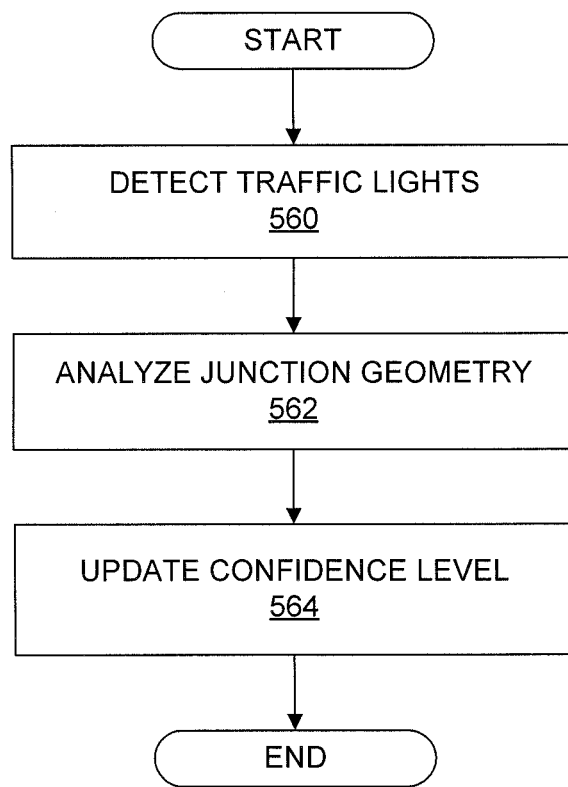 START
DETECT TRAFFIC LIGHTS
560
ANALYZE JUNCTION GEOMETRY
562
UPDATE CONFIDENCE LEVEL
564
END